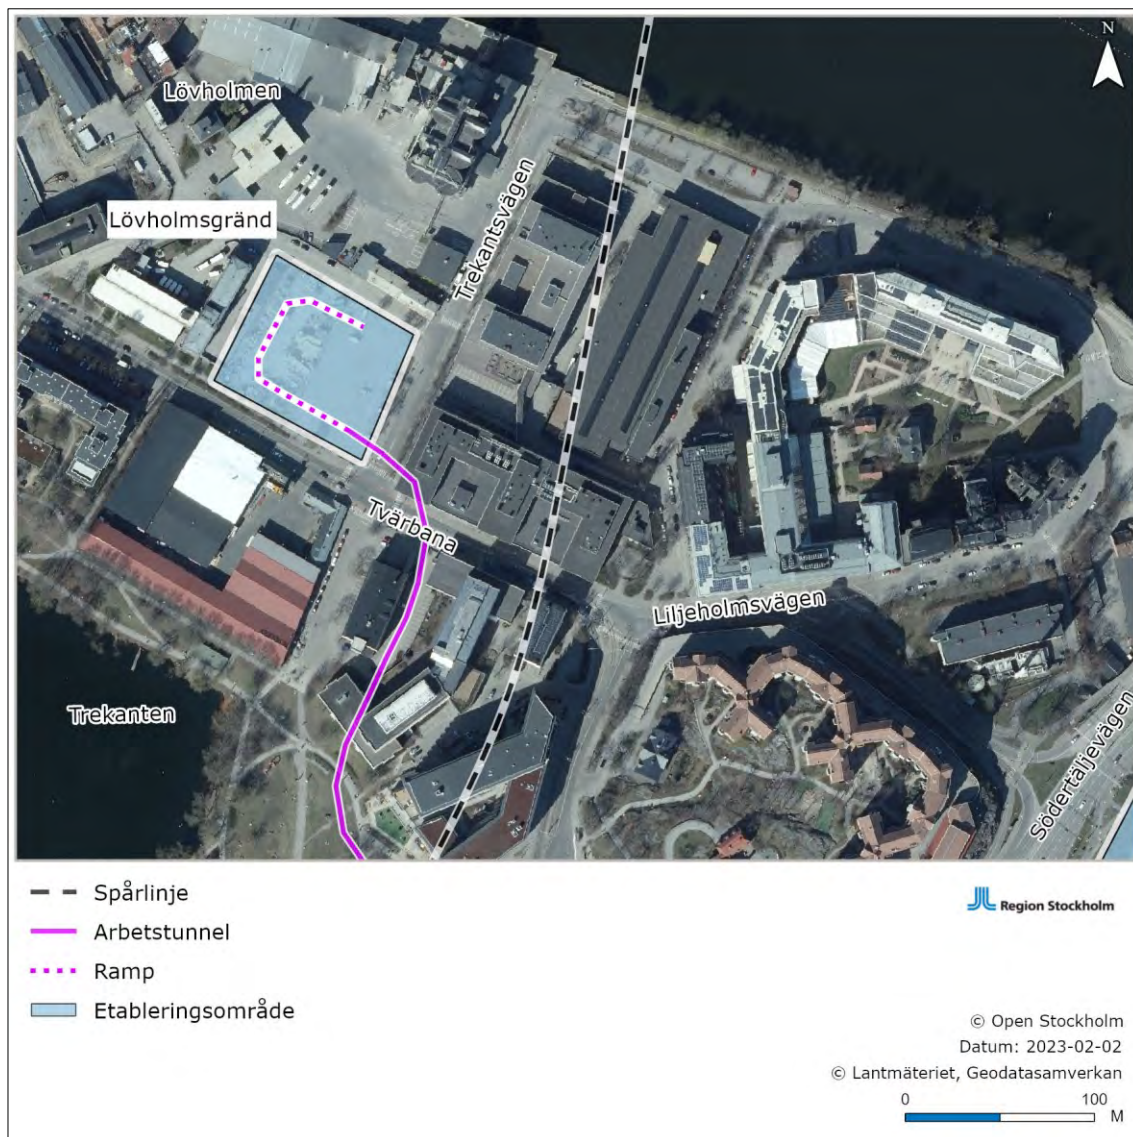 N
Lövholmen
Trekantsvägen
Lövholmsgränd
Tvärbana
Liljeholmsvägen
Trekanten
Södertäljevägen
Spårlinje
Arbetstunnel
Ramp
Etableringsområde
Region Stockholm
© Open Stockholm
Datum: 2023-02-02
© Lantmäteriet, Geodatasamverkan
0 100
M